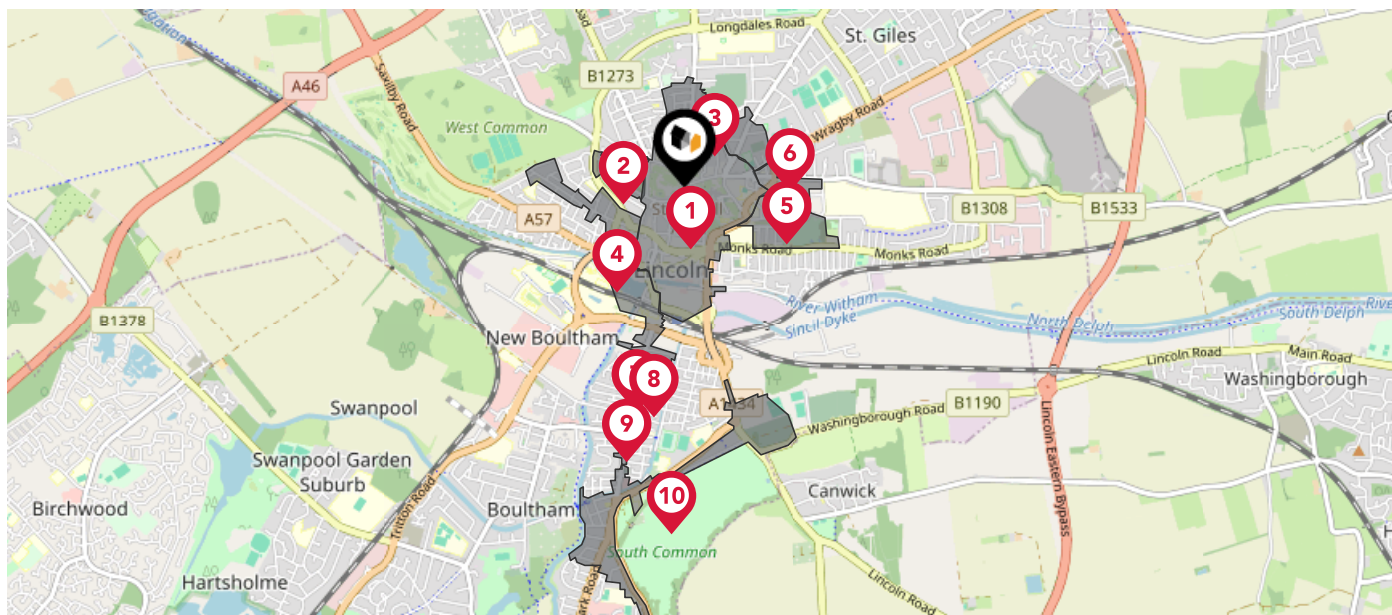 Longdales Road
St. Giles
B1273
A46
Saxilby Road
West Common
3
Wragby Road
6
2
1
5
B1308
B1533
A57
Monks Road
Monks Road
4
Lincoln
River Witham
Sincil Dyke
North Delph
South Delph
B1378
New Boultham
Lincoln Road
Main Road
Washingborough
8
Swanpool
B1190
Washingborough Road
9
Lincoln Eastern Bypass
Swanpool Garden
Suburb
Tritton Road
Canwick
10
Birchwood
Boultham
South Common
Hartsholme
Lincoln Road